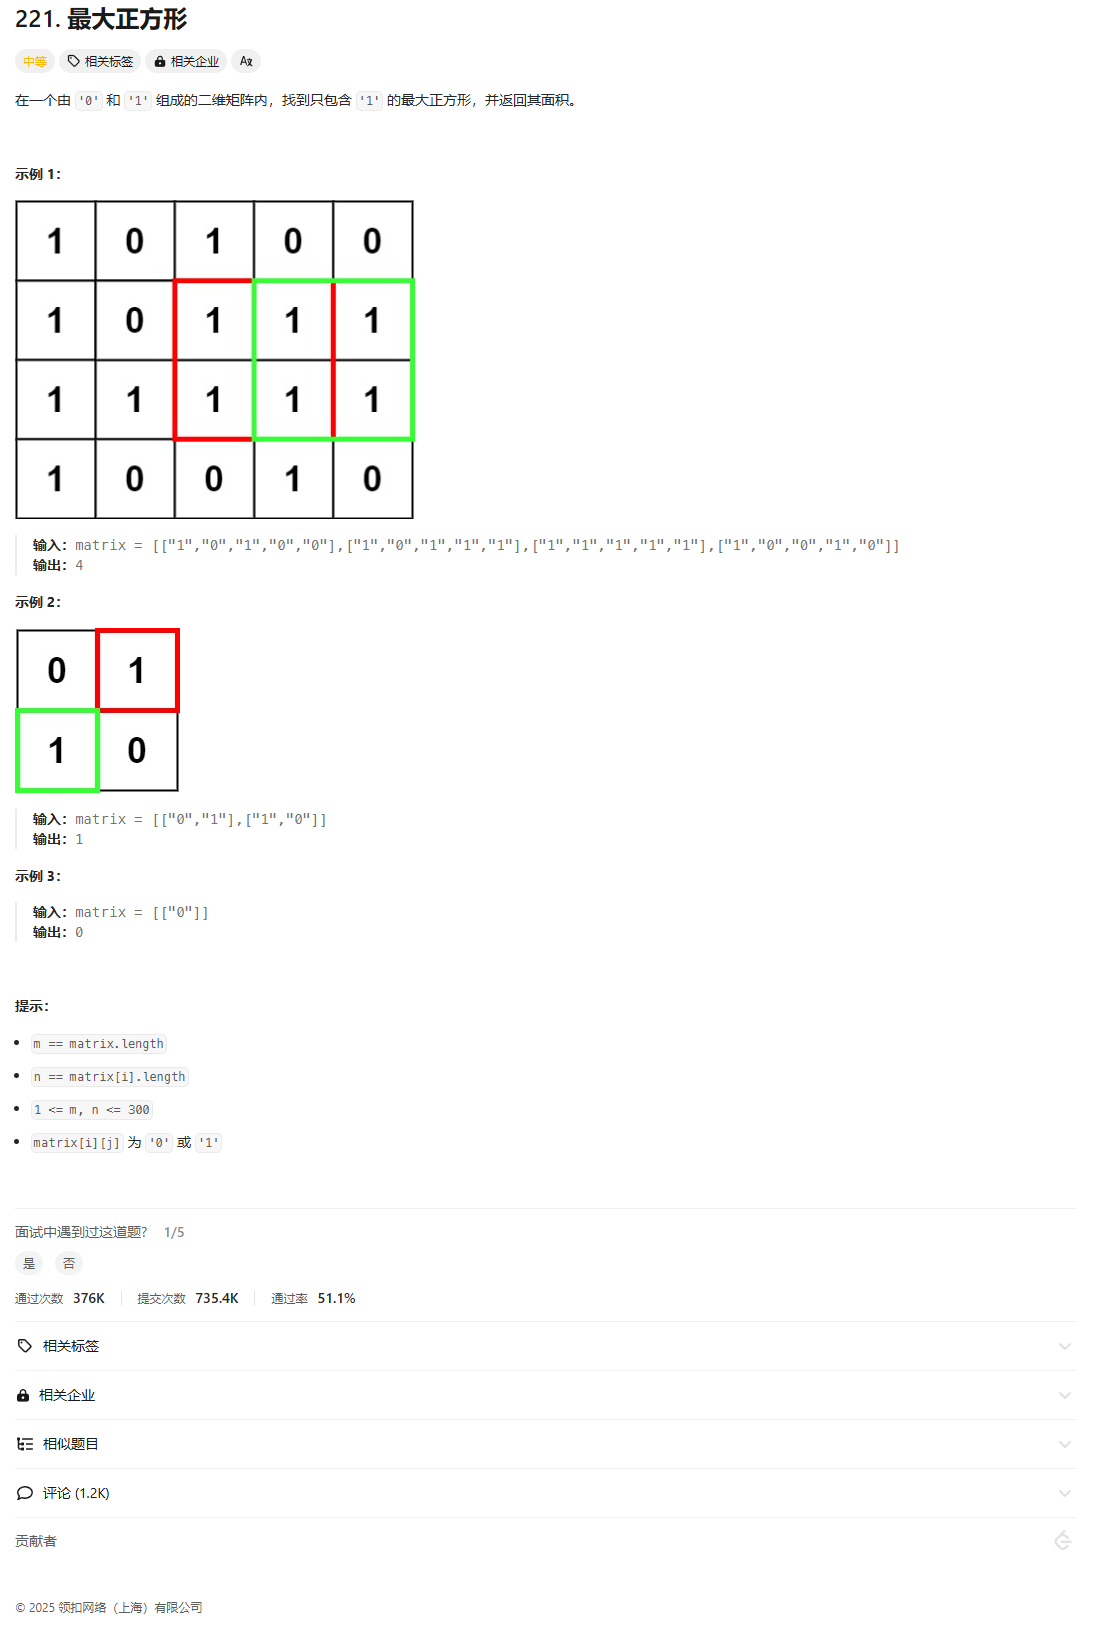 221. 最大正方形
中等 相关标签 相关企业 Ax
在一个由 '0' 和 '1' 组成的二维矩阵内，找到只包含 '1' 的最大正方形，并返回其面积。
示例 1：
1 0 1 0 0
1 0 1 1 1
1 1 1 1 1
1 0 0 1 0
输入：matrix = [["1","0","1","0","0"],["1","0","1","1","1"],["1","1","1","1","1"],["1","0","0","1","0"]]
输出：4
示例 2：
0 1
1 0
输入：matrix = [["0","1"],["1","0"]]
输出：1
示例 3：
输入：matrix = [["0"]]
输出：0
提示：
m == matrix.length
n == matrix[i].length
1 <= m, n <= 300
matrix[i][j] 为 '0' 或 '1'
面试中遇到过这道题? 1/5
是 否
通过次数 376K 提交次数 735.4K 通过率 51.1%
相关标签
相关企业
相似题目
评论 (1.2K)
贡献者
© 2025 领扣网络（上海）有限公司